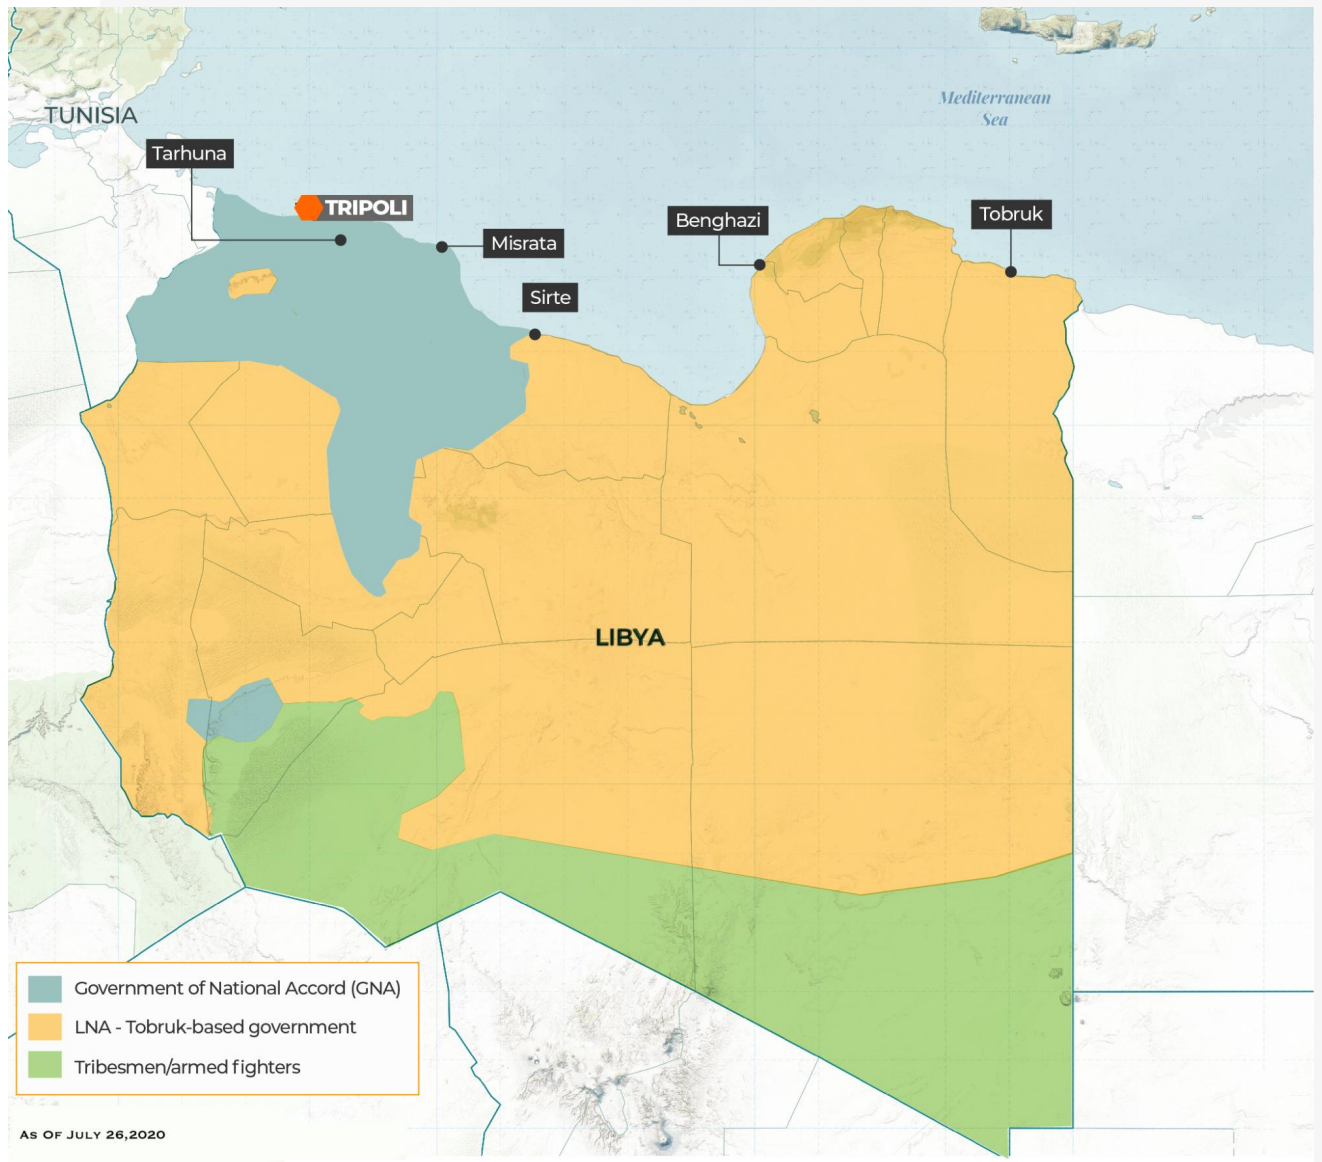 Mediterranean
Sea
TUNISIA
Tarhuna
TRIPOLI
Misrata
Benghazi
Tobruk
Sirte
LIBYA
Government of National Accord (GNA)
LNA - Tobruk-based government
Tribesmen/armed fighters
As Of July 26,2020